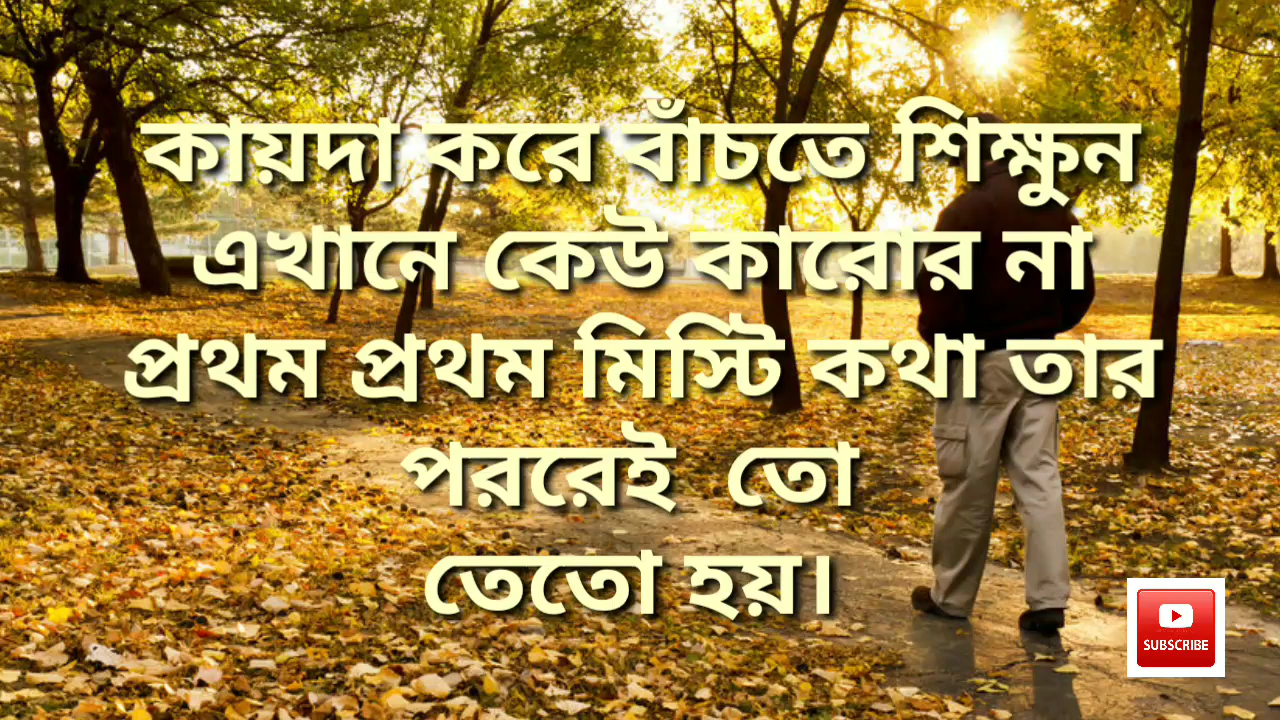 কায়দা করে বাঁচতে শিক্ষুন
এখানে কেউ কারোর না
প্রথম প্রথম মিস্টি কথা তার
পররেই তো
তেতো হয়।
SUBSCRIBE